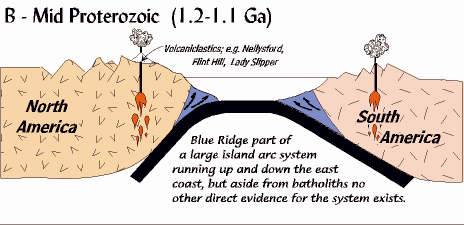 B - Mid Proterozoic (1.2-1.1 Ga)
Volcaniclastics; e.g. Nellysford,
Flint Hill, Lady Slipper
North
America
South
America
Blue Ridge part of
a large island arc system
running up and down the east
coast, but aside from batholiths no
other direct evidence for the system exists.